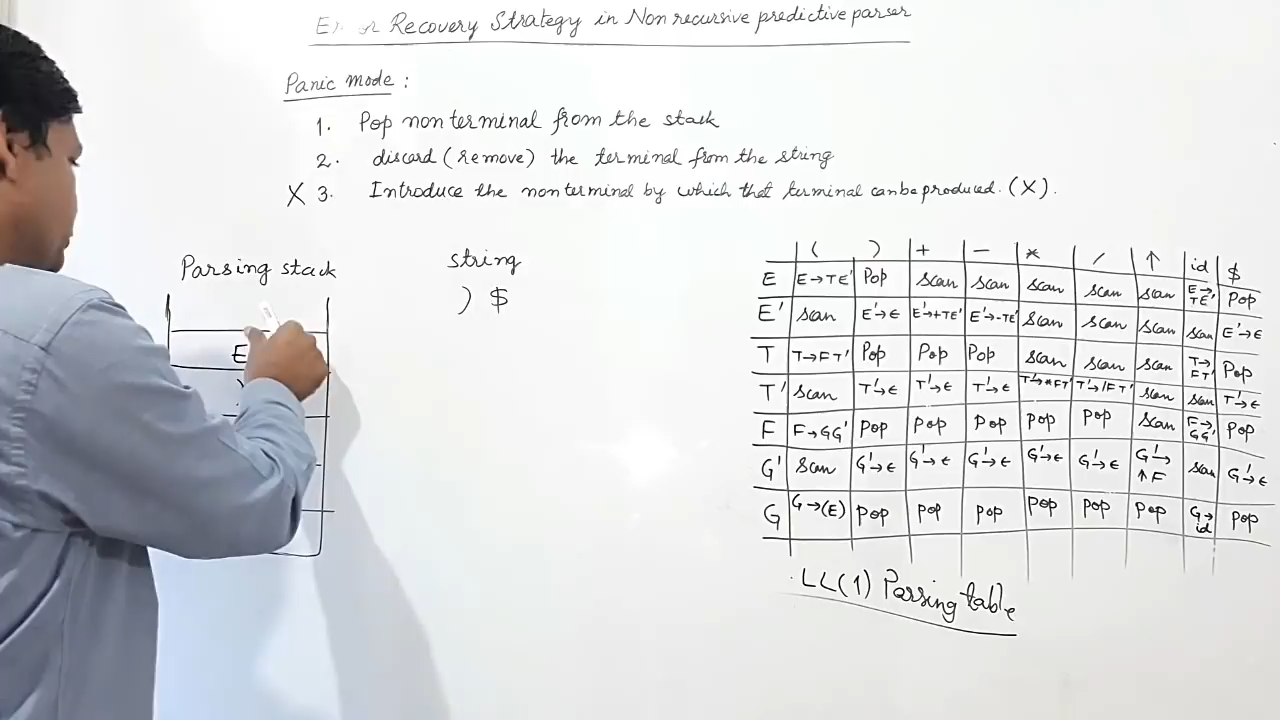 Recovery Strategy in Non recursive predictive parser
Panic mode :
1. Pop non terminal from the stack
2. discard (remove) the terminal from the string
X 3. Introduce the non terminal by which that terminal can be produced. (X).
Parsing stack
string
) $
E
( ) + - * / ↑ id $
E E→TE' Pop scan scan scan scan scan E→TE' Pop
E' scan E'→ϵ E'→+TE' E'→-TE' scan scan scan scan E'→ϵ
T T→FT' Pop Pop Pop scan scan scan T→FT' Pop
T' scan T'→ϵ T'→ϵ T'→ϵ T'→*FT' T'→/FT' scan scan T'→ϵ
F F→GG' Pop Pop Pop Pop Pop scan F→GG' Pop
G' scan G'→ϵ G'→ϵ G'→ϵ G'→ϵ G'→ϵ G'→↑F scan G'→ϵ
G G→(E) Pop Pop Pop Pop Pop Pop G→id Pop
LL(1) Parsing table